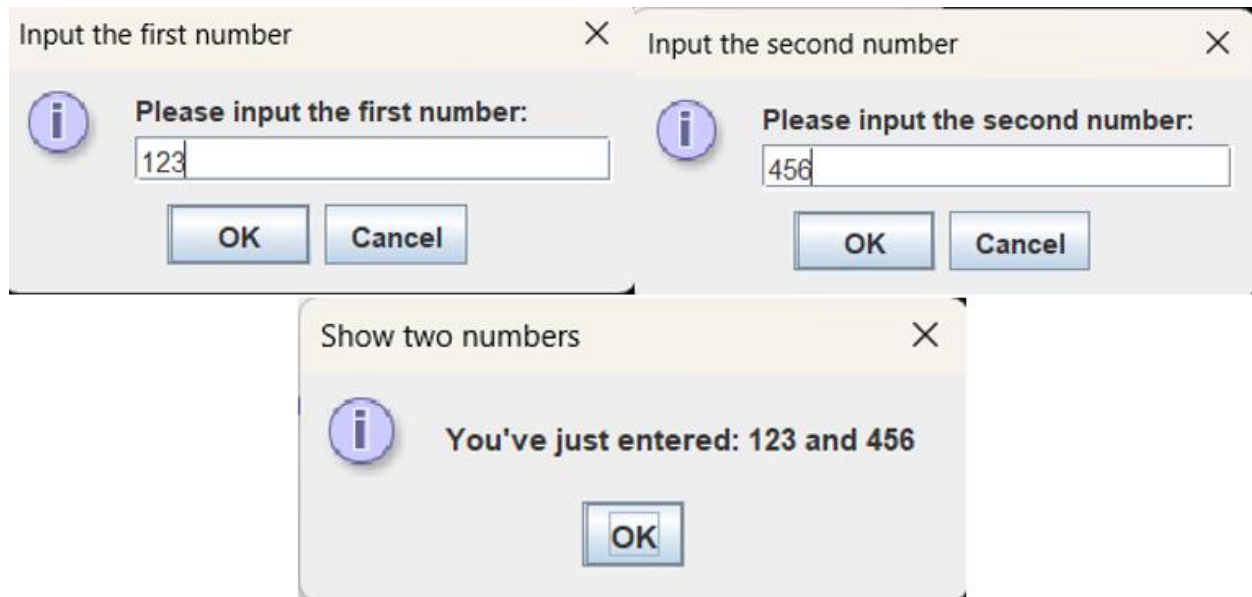 Input the first number
Please input the first number:
123
OK Cancel
Input the second number
Please input the second number:
456
OK Cancel
Show two numbers
You've just entered: 123 and 456
OK